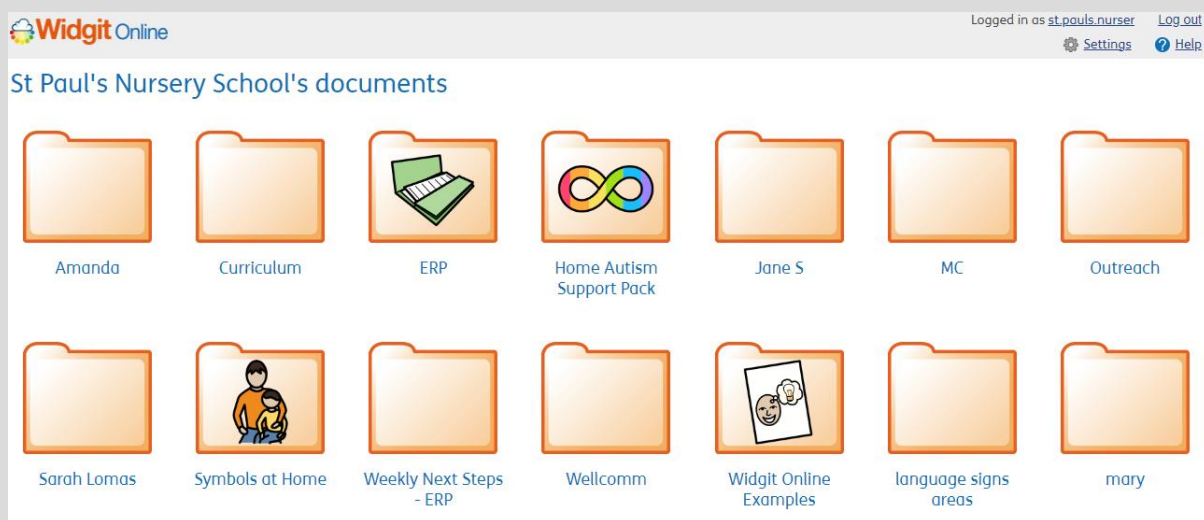 Widgit Online
Logged in as st.pauls.nurser Log out
Settings Help
St Paul's Nursery School's documents
Amanda Curriculum ERP Home Autism Jane S MC Outreach
Support Pack
Sarah Lomas Symbols at Home Weekly Next Steps Wellcomm Widgit Online language signs mary
- ERP Examples areas